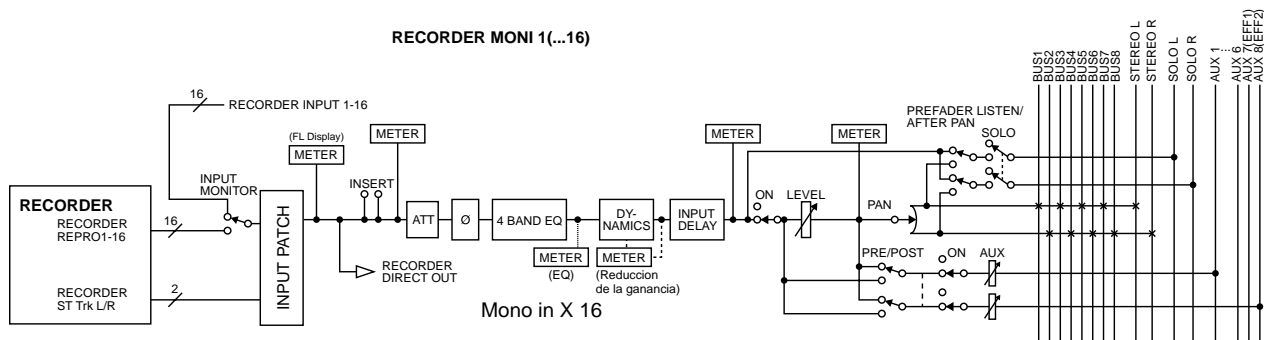 RECORDER MONI 1(...16)
BUS1
BUS2
BUS3
BUS4
BUS5
BUS6
BUS7
BUS8
STEREO L
STEREO R
SOLO L
SOLO R
AUX 1
...
AUX 6
AUX 7(EFF1)
AUX 8(EFF2)
16
RECORDER INPUT 1-16
(FL Display)
METER
METER
METER
METER
PREFADER LISTEN/
AFTER PAN
SOLO
INPUT
MONITOR
INSERT
RECORDER
RECORDER
REPRO1-16
16
INPUT PATCH
ATT
Ø
4 BAND EQ
DY-
NAMICS
INPUT
DELAY
ON
LEVEL
PAN
METER
(EQ)
METER
(Reduccion
de la ganancia)
PRE/POST
ON
AUX
RECORDER
DIRECT OUT
RECORDER
ST Trk L/R
2
Mono in X 16